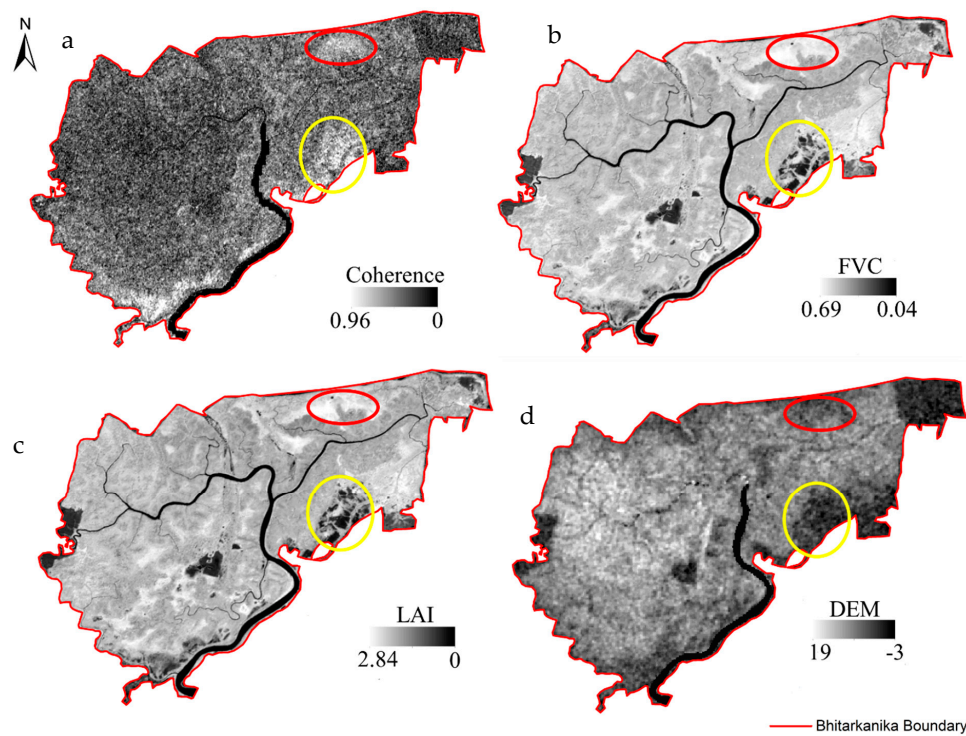 N
a
b
Coherence
0.96 0
FVC
0.69 0.04
c
d
LAI
2.84 0
DEM
19 -3
Bhitarkanika Boundary